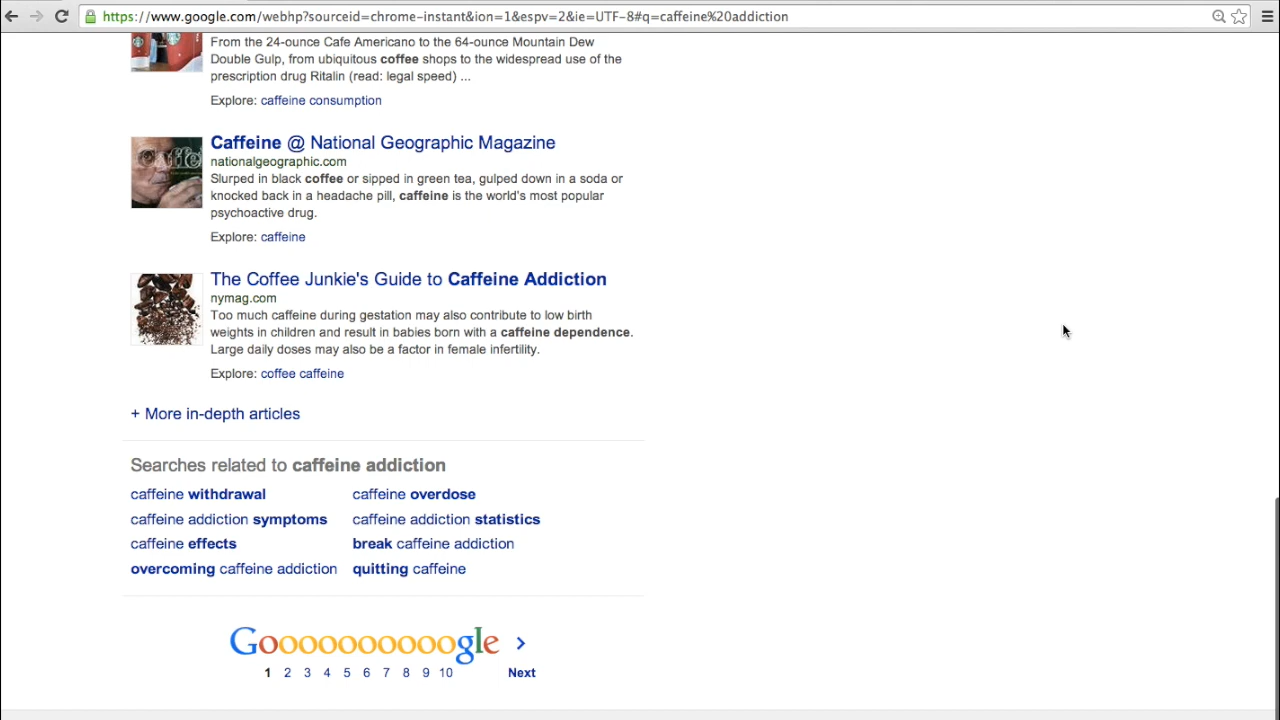 https://www.google.com/webhp?sourceid=chrome-instant&ion=1&espv=2&ie=UTF-8#q=caffeine%20addiction
From the 24-ounce Cafe Americano to the 64-ounce Mountain Dew
Double Gulp, from ubiquitous coffee shops to the widespread use of the
prescription drug Ritalin (read: legal speed) ...
Explore: caffeine consumption
Caffeine @ National Geographic Magazine
nationalgeographic.com
Slurped in black coffee or sipped in green tea, gulped down in a soda or
knocked back in a headache pill, caffeine is the world's most popular
psychoactive drug.
Explore: caffeine
The Coffee Junkie's Guide to Caffeine Addiction
nymag.com
Too much caffeine during gestation may also contribute to low birth
weights in children and result in babies born with a caffeine dependence.
Large daily doses may also be a factor in female infertility.
Explore: coffee caffeine
+ More in-depth articles
Searches related to caffeine addiction
caffeine withdrawal caffeine overdose
caffeine addiction symptoms caffeine addiction statistics
caffeine effects break caffeine addiction
overcoming caffeine addiction quitting caffeine
Goooooooooogle >
1 2 3 4 5 6 7 8 9 10 Next